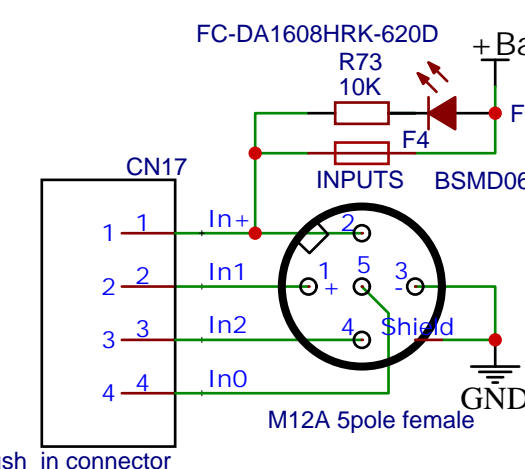 FC-DA1608HRK-620D
+Ba
R73
10K
F
F4
INPUTS
BSMD06
CN17
1 1 In+
2
2 2 In1
1 + 5 3 -
3 3 In2
4 Shield
4 4 In0
GND
M12A 5pole female
ush in connector